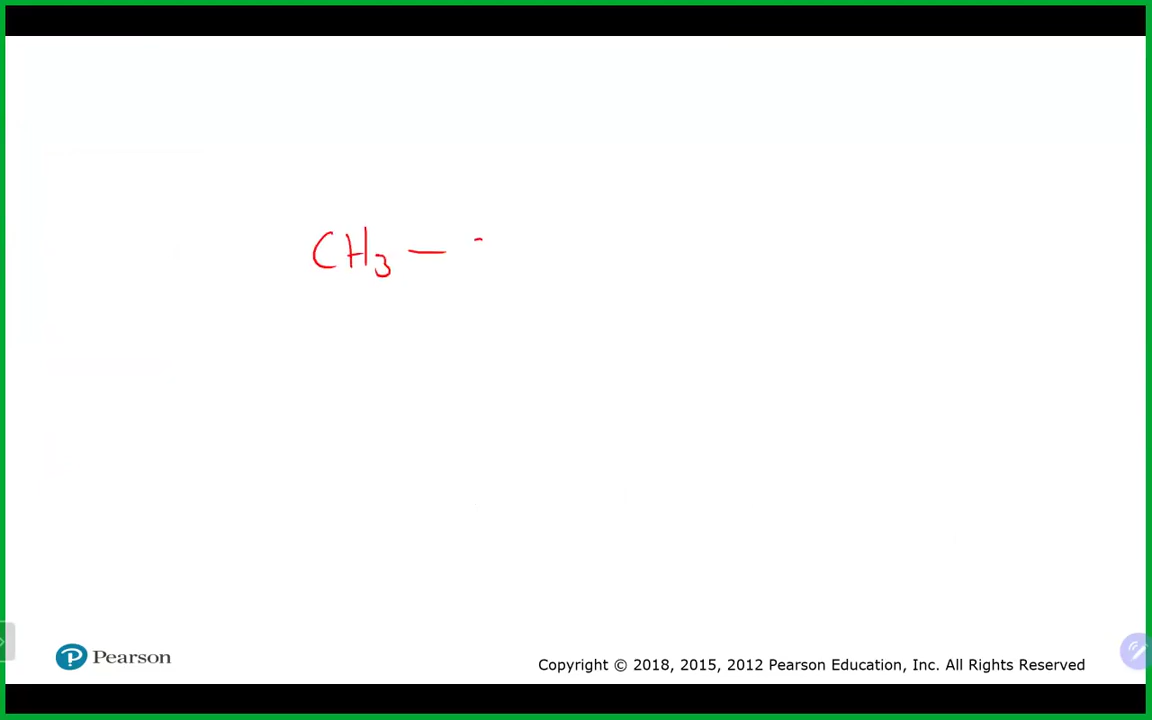 CH₃ —
Pearson
Copyright © 2018, 2015, 2012 Pearson Education, Inc. All Rights Reserved